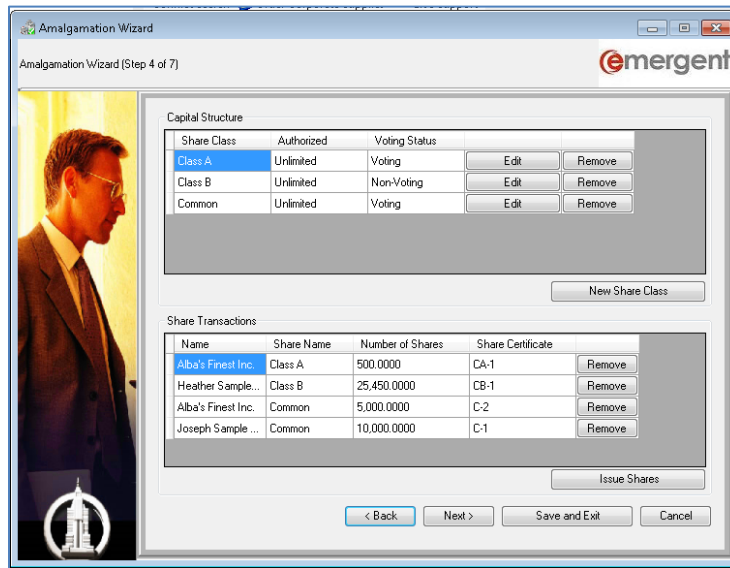 Amalgamation Wizard
Amalgamation Wizard (Step 4 of 7)
emergent
Capital Structure
Share Class Authorized Voting Status
Class A Unlimited Voting Edit Remove
Class B Unlimited Non-Voting Edit Remove
Common Unlimited Voting Edit Remove
New Share Class
Share Transactions
Name Share Name Number of Shares Share Certificate
Alba's Finest Inc. Class A 500.0000 CA-1 Remove
Heather Sample... Class B 25,450.0000 CB-1 Remove
Alba's Finest Inc. Common 5,000.0000 C-2 Remove
Joseph Sample ... Common 10,000.0000 C-1 Remove
Issue Shares
< Back Next > Save and Exit Cancel